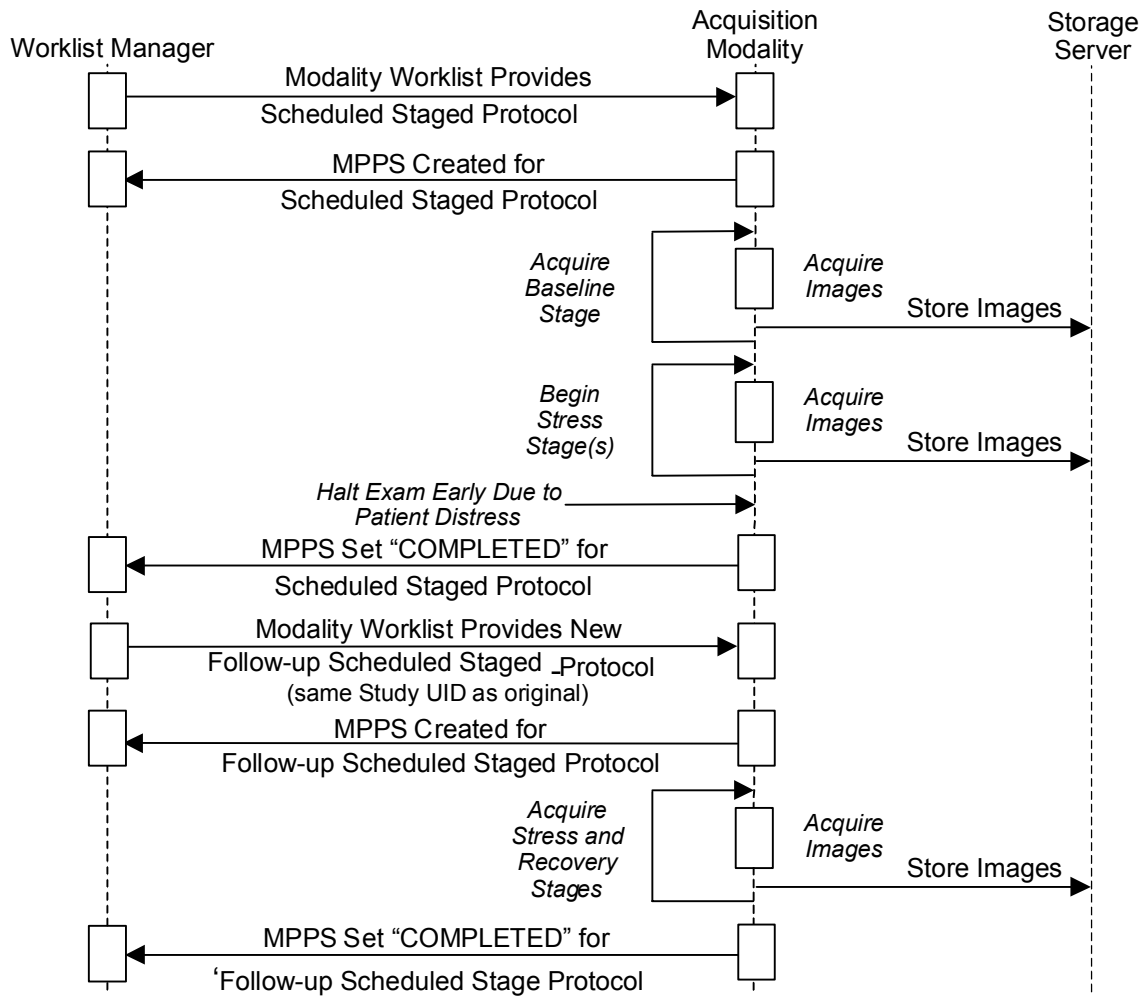 Worklist Manager
Acquisition
Modality
Storage
Server
Modality Worklist Provides
Scheduled Staged Protocol
MPPS Created for
Scheduled Staged Protocol
Acquire
Baseline
Stage
Acquire
Images
Store Images
Begin
Stress
Stage(s)
Acquire
Images
Store Images
Halt Exam Early Due to
Patient Distress
MPPS Set “COMPLETED” for
Scheduled Staged Protocol
Modality Worklist Provides New
Follow-up Scheduled Staged Protocol
(same Study UID as original)
MPPS Created for
Follow-up Scheduled Staged Protocol
Acquire
Stress and
Recovery
Stages
Acquire
Images
Store Images
MPPS Set “COMPLETED” for
‘Follow-up Scheduled Stage Protocol